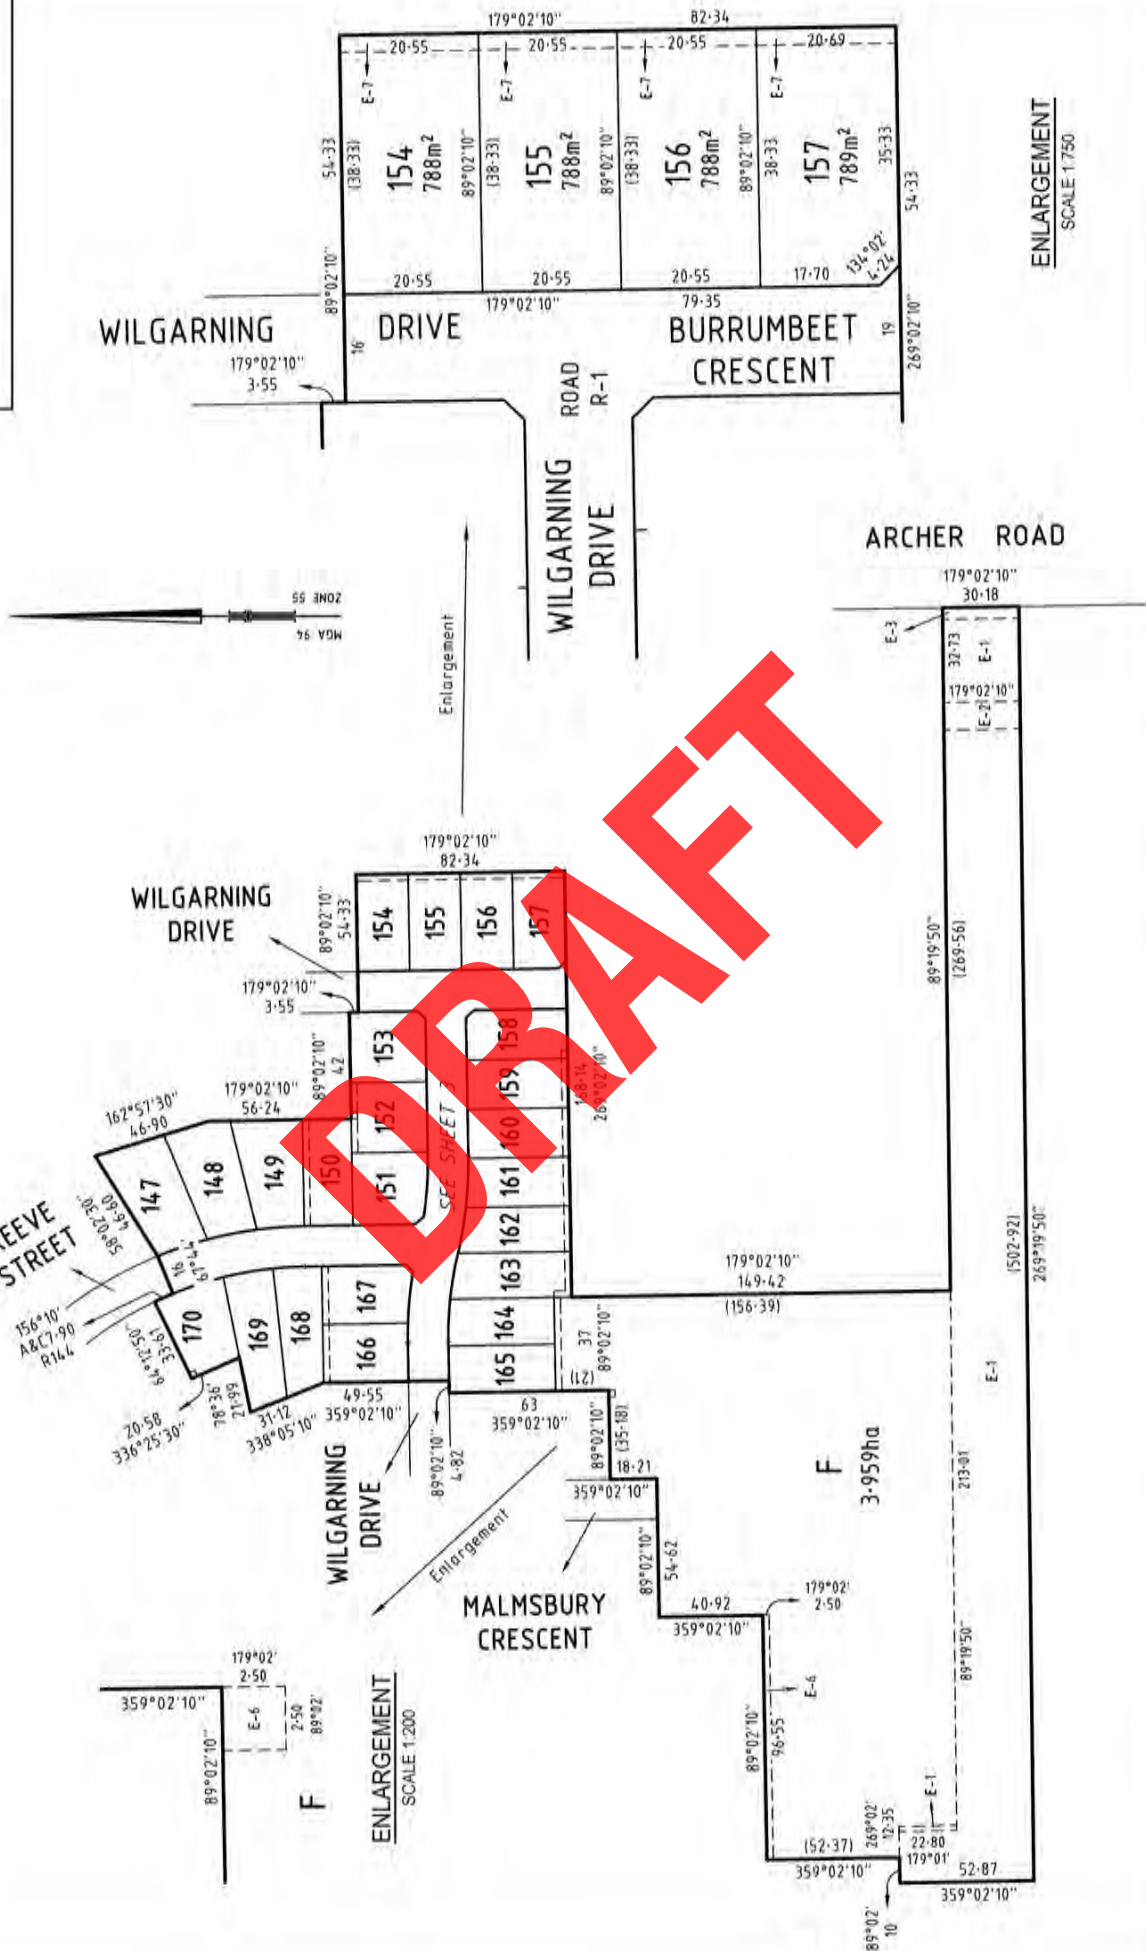 179°02'10" 82·34
20·55 20·55 20·55 20·69
E-7 E-7 E-7 E-7
54·33
(38·33)
154
788m²
89°02'10"
(38·33)
155
788m²
89°02'10"
(38·33)
156
788m²
89°02'10"
38·33
157
789m²
35·33
54·33
134°02'
4·24
89°02'10"
20·55 20·55 20·55 17·70
179°02'10" 79·35
WILGARNING DRIVE
BURRUMBEET
CRESCENT
16
19
269°02'10"
179°02'10"
3·55
ROAD
R-1
WILGARNING
DRIVE
ENLARGEMENT
SCALE 1:750
MGA 94
ZONE 55
Enlargement
ARCHER ROAD
179°02'10"
30·18
E-3
32·73
E-1
179°02'10"
E-2
89°19'50"
(269·56)
(502·92)
269°19'50"
179°02'10"
82·34
WILGARNING
DRIVE
89°02'10"
54·33
154
155
156
157
179°02'10"
3·55
89°02'10"
42
153
152
151
SEE SHEET 3
158
159
160
161
162
163
164
165
168·14
269°02'10"
162°57'30"
46·90
179°02'10"
56·24
147
148
149
150
58°02'30"
46·60
16
67°44'
STREET
156°10'
A&C7·90
R144
64°12'50"
35·61
170
169
168
167
166
20·58
336°25'30"
78°36'
21·99
31·12
338°05'10"
49·55
359°02'10"
WILGARNING
DRIVE
89°02'10"
4·82
63
359°02'10"
(21)
37
89°02'10"
179°02'10"
149·42
(156·39)
89°02'10"
(35·18)
18·21
359°02'10"
Enlargement
MALMSBURY
CRESCENT
89°02'10"
54·62
40·92
359°02'10"
179°02'
2·50
E-6
89°02'10"
96·55
F
3·959ha
E-1
213·01
89°19'50"
(52·37)
359°02'10"
269°02'
12·35
E-1
22·80
179°01'
52·87
359°02'10"
89°02'
10
179°02'
2·50
359°02'10"
E-6
2·50
89°02'
89°02'10"
F
ENLARGEMENT
SCALE 1:200
DRAFT